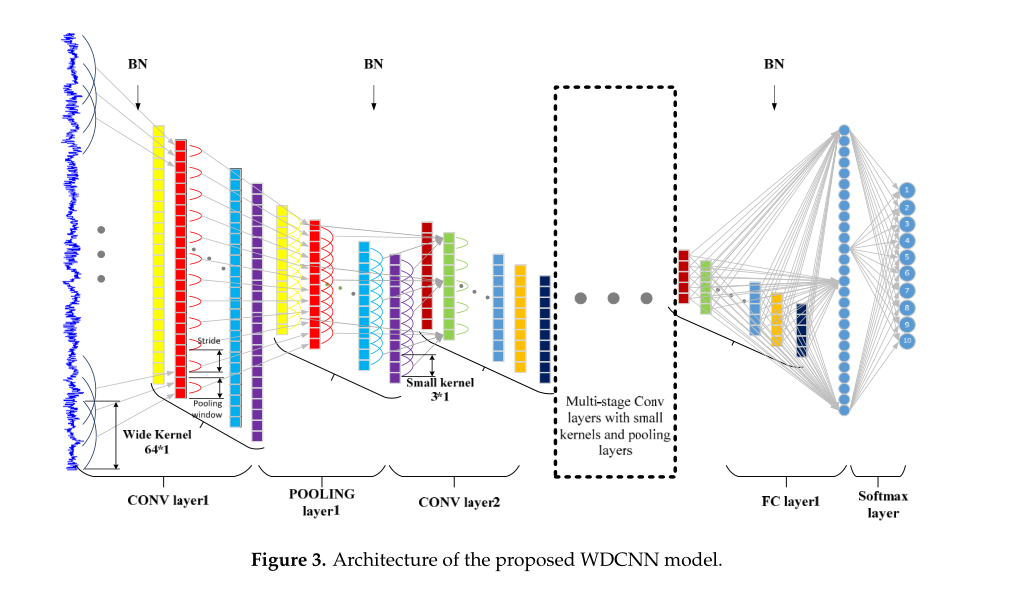 BN
BN
BN
Stride
Pooling
window
Wide Kernel
64*1
Small kernel
3*1
Multi-stage Conv
layers with small
kernels and pooling
layers
1
2
3
4
5
6
7
8
9
10
CONV layer1
POOLING
layer1
CONV layer2
FC layer1
Softmax
layer
Figure 3. Architecture of the proposed WDCNN model.